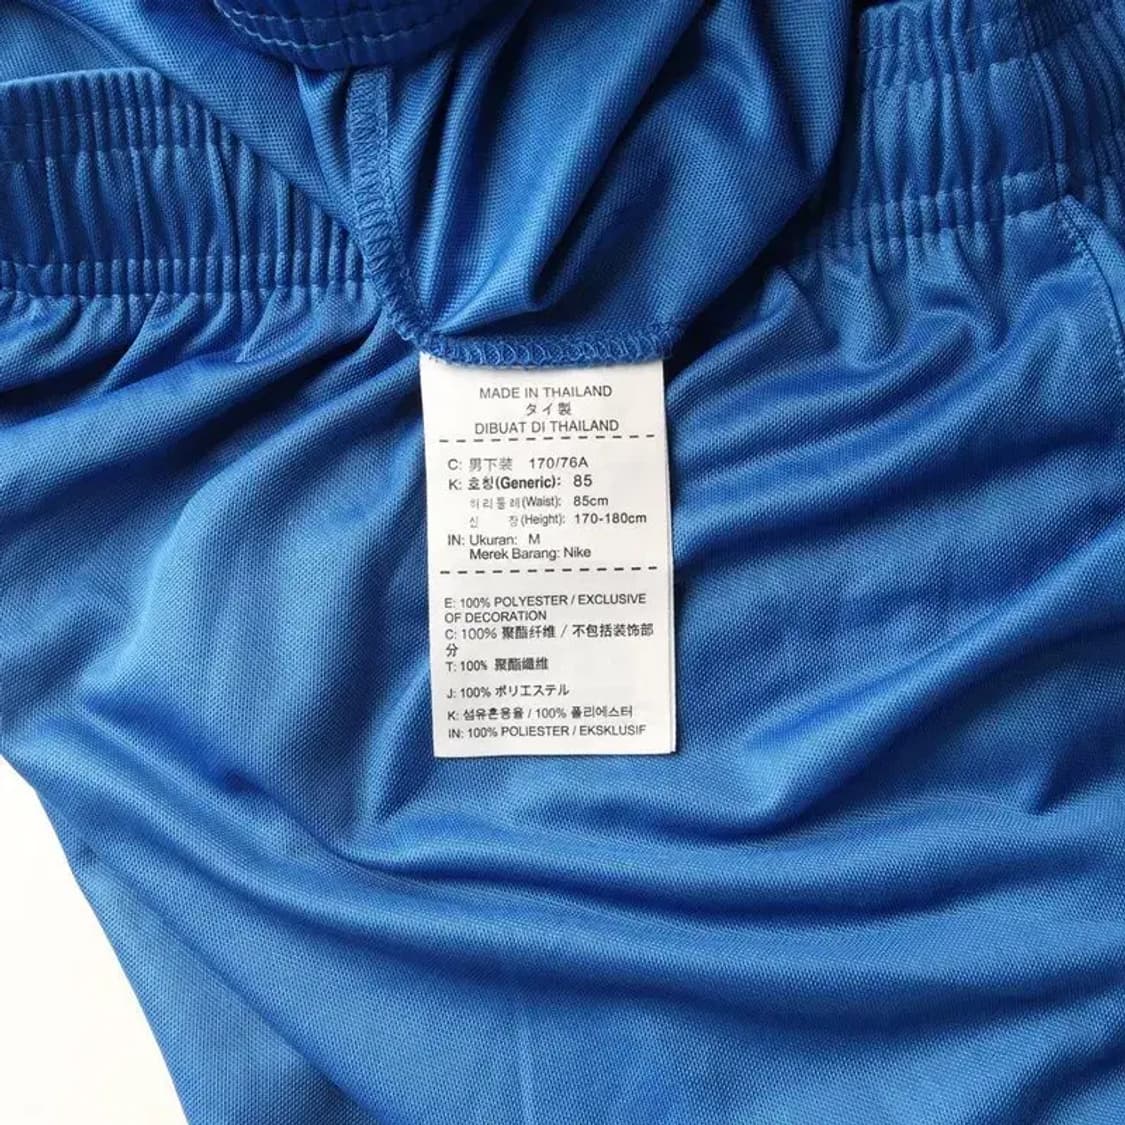 MADE IN THAILAND
タイ製
DIBUAT DI THAILAND
C: 男下装 170/76A
K: 호칭(Generic): 85
허리둘레(Waist): 85cm
신 장(Height): 170-180cm
IN: Ukuran: M
Merek Barang: Nike
E: 100% POLYESTER / EXCLUSIVE
OF DECORATION
C: 100% 聚酯纤维 / 不包括装饰部
分
T: 100% 聚酯纖維
J: 100% ポリエステル
K: 섬유혼용율 / 100% 폴리에스터
IN: 100% POLIESTER / EKSKLUSIF